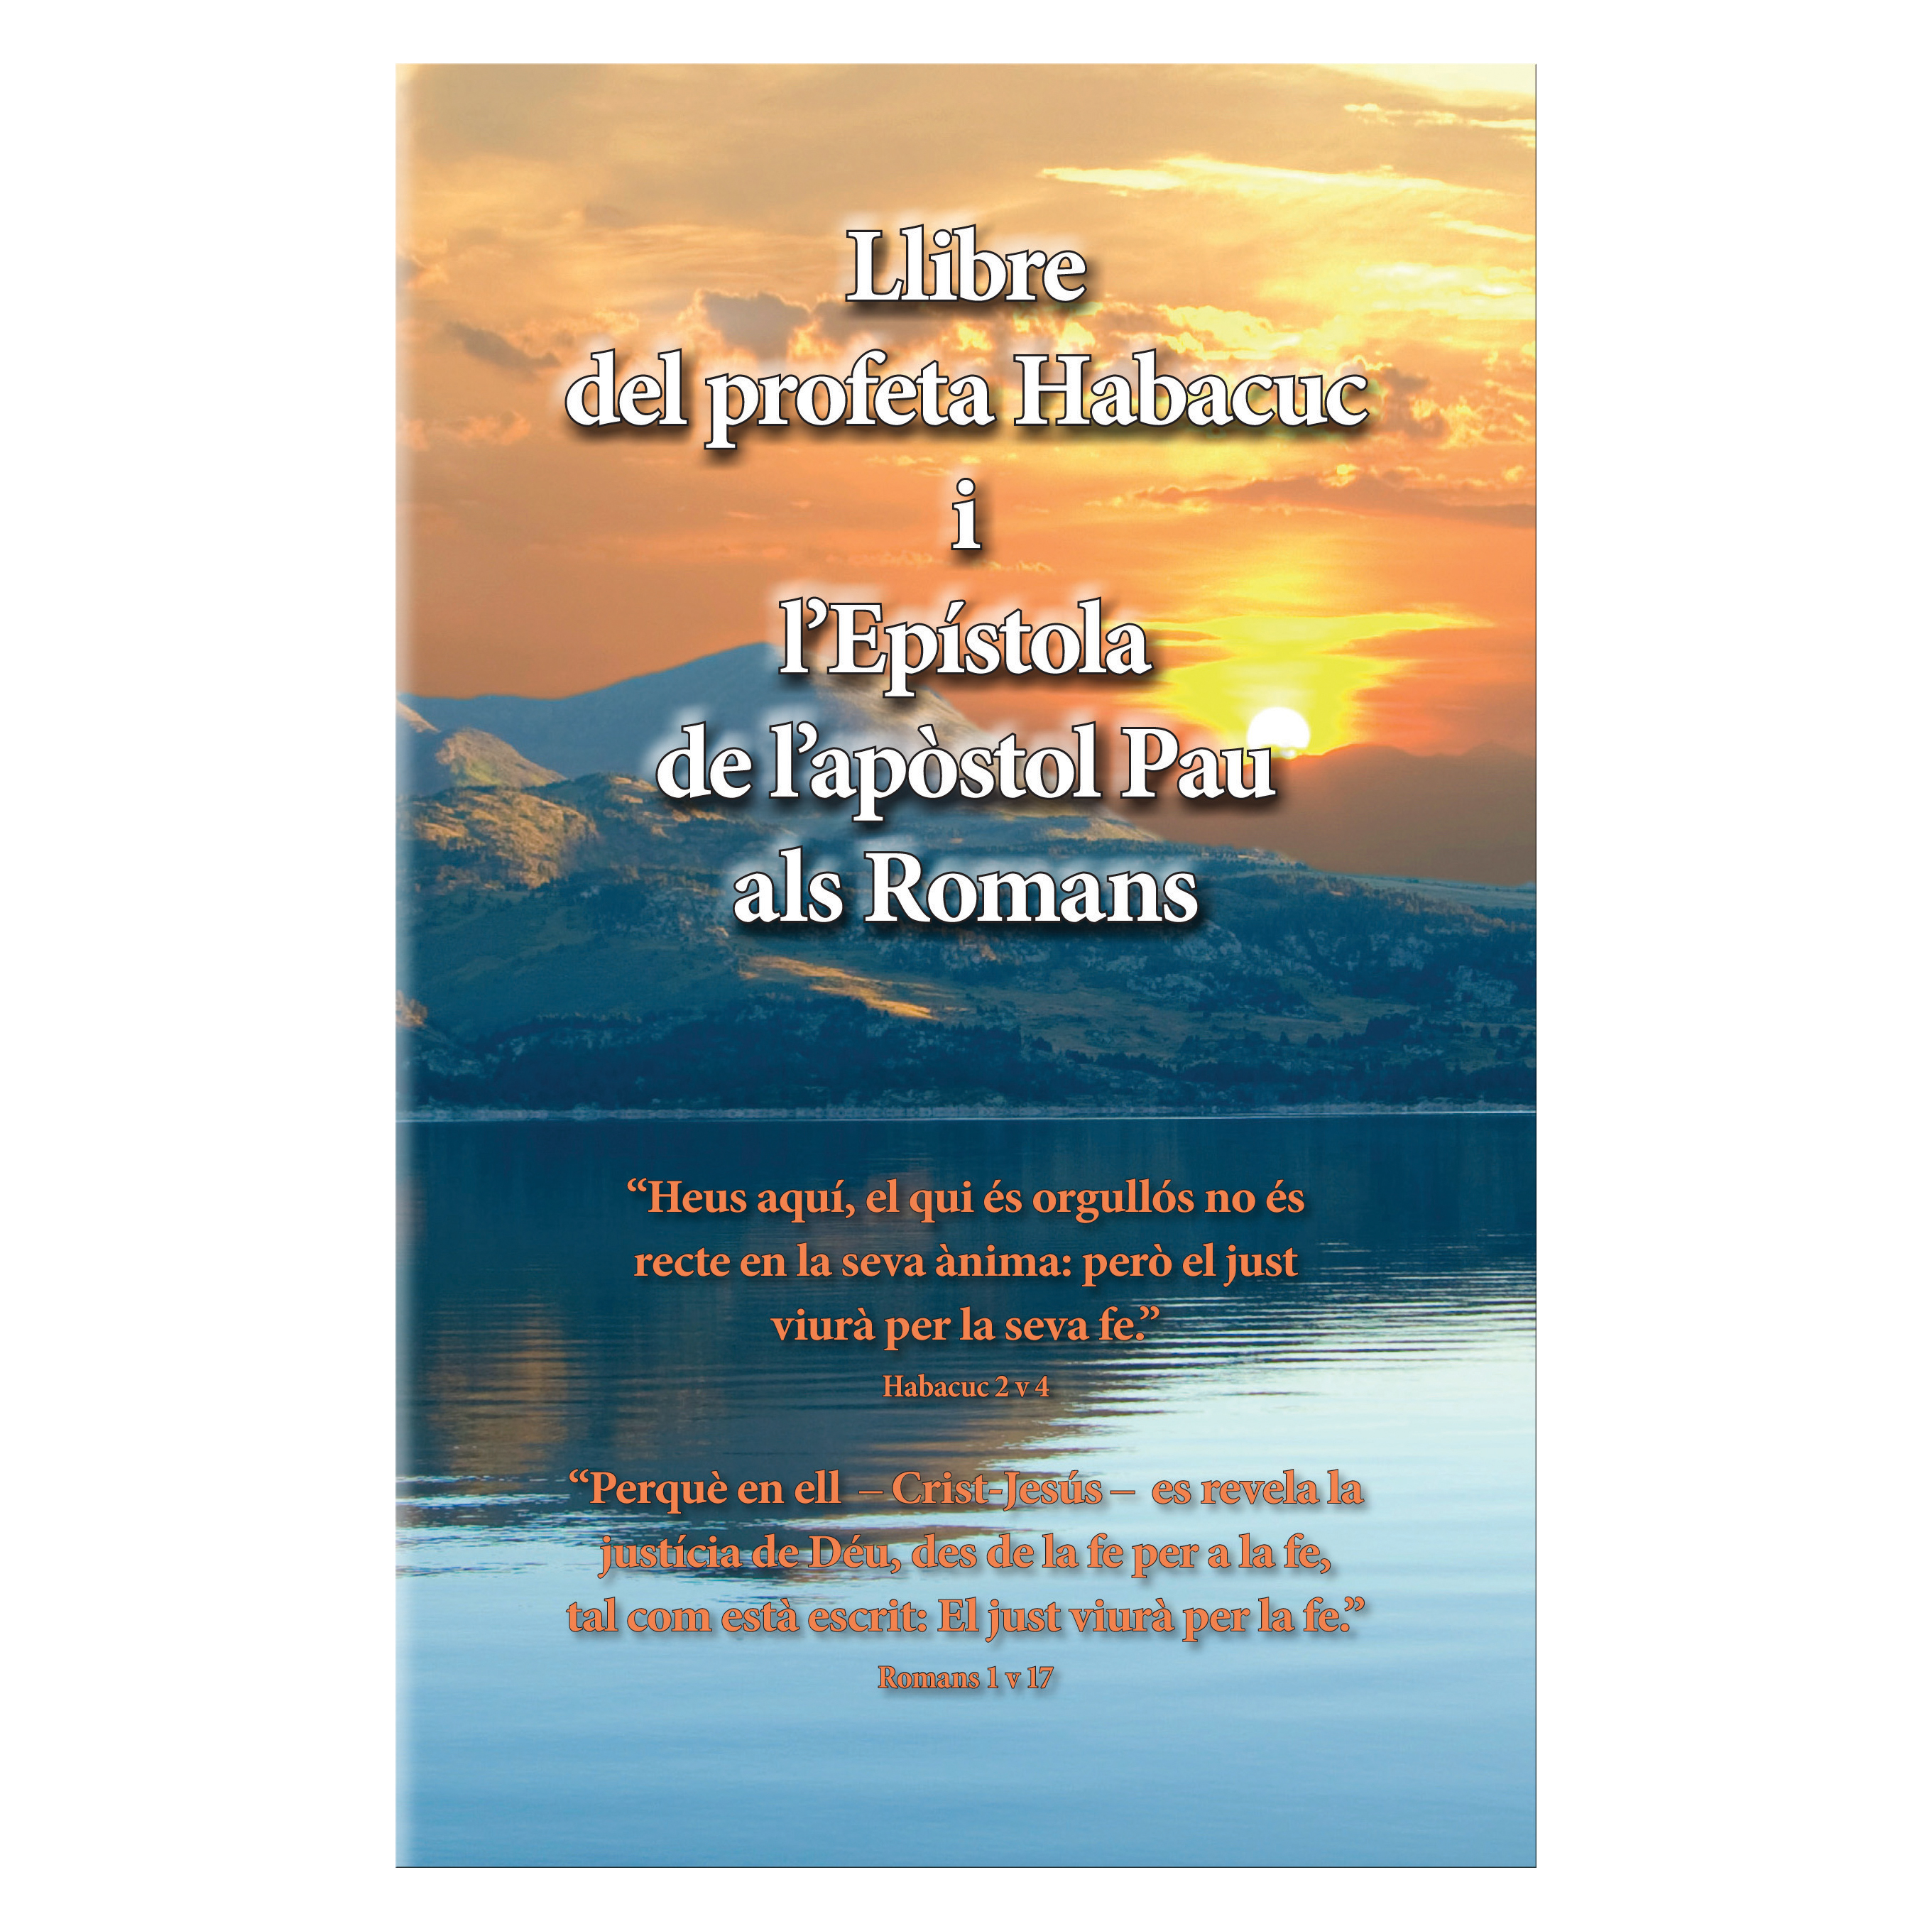 Llibre
del profeta Habacuc
i
l’Epístola
de l’apòstol Pau
als Romans
“Heus aquí, el qui és orgullós no és
recte en la seva ànima: però el just
viurà per la seva fe.”
Habacuc 2 v 4
“Perquè en ell – Crist-Jesús – es revela la
justícia de Déu, des de la fe per a la fe,
tal com està escrit: El just viurà per la fe.”
Romans 1 v 17